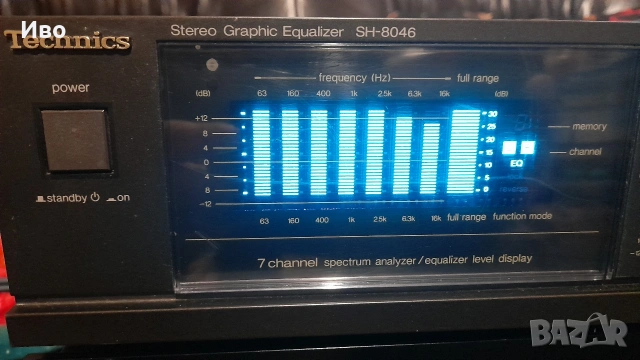 Иво
Technics
Stereo Graphic Equalizer SH-8046
power
standby on
frequency (Hz) full range
63 160 400 1k 2.5k 6.3k 16k
(dB) (dB)
+12 8 4 0 4 8 −12
30 25 20 15 10 5 0
memory
channel
EQ
reverse
63 160 400 1k 2.5k 6.3k 16k full range function mode
7 channel spectrum analyzer/equalizer level display
BAZAR